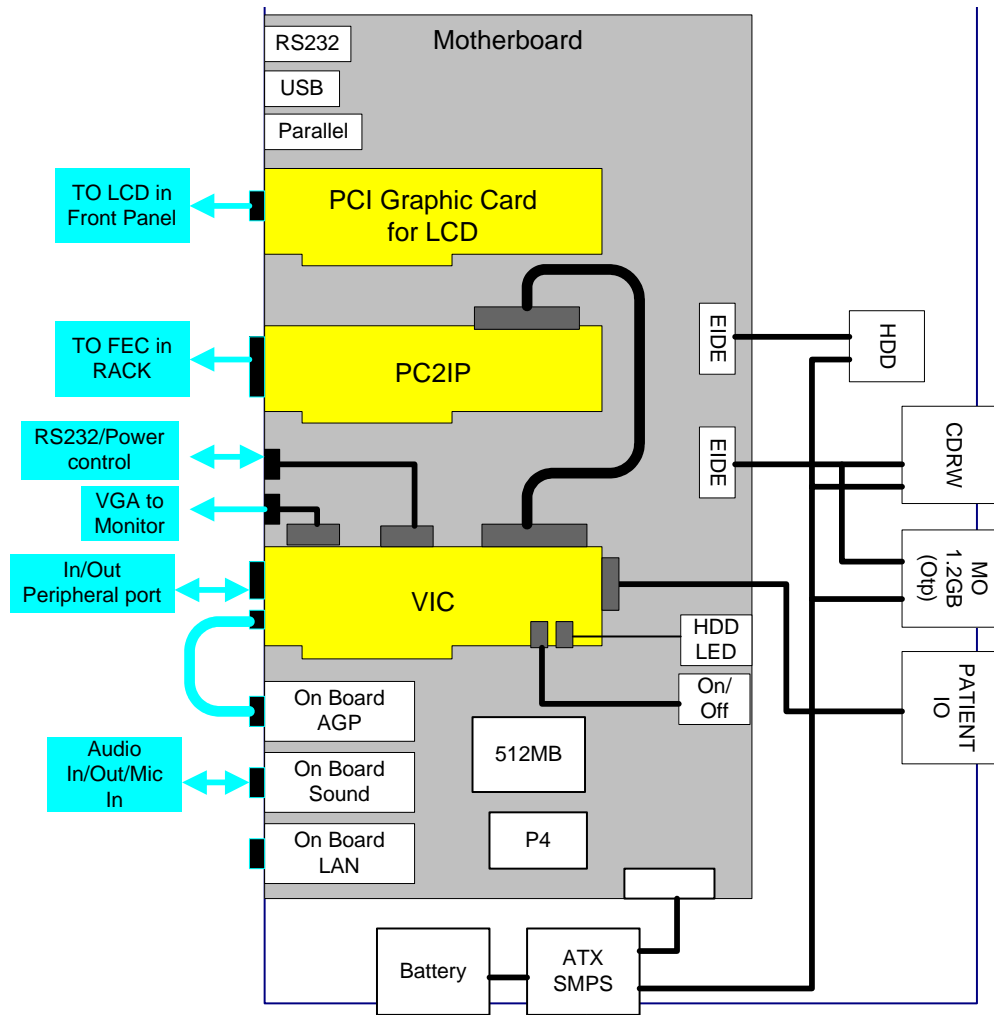 Motherboard
RS232
USB
Parallel
TO LCD in
Front Panel
PCI Graphic Card
for LCD
TO FEC in
RACK
PC2IP
EIDE
HDD
RS232/Power
control
EIDE
CDRW
VGA to
Monitor
In/Out
Peripheral port
VIC
MO
1.2GB
(Otp)
HDD
LED
On/
Off
PATIENT
IO
On Board
AGP
512MB
Audio
In/Out/Mic
In
On Board
Sound
P4
On Board
LAN
Battery
ATX
SMPS